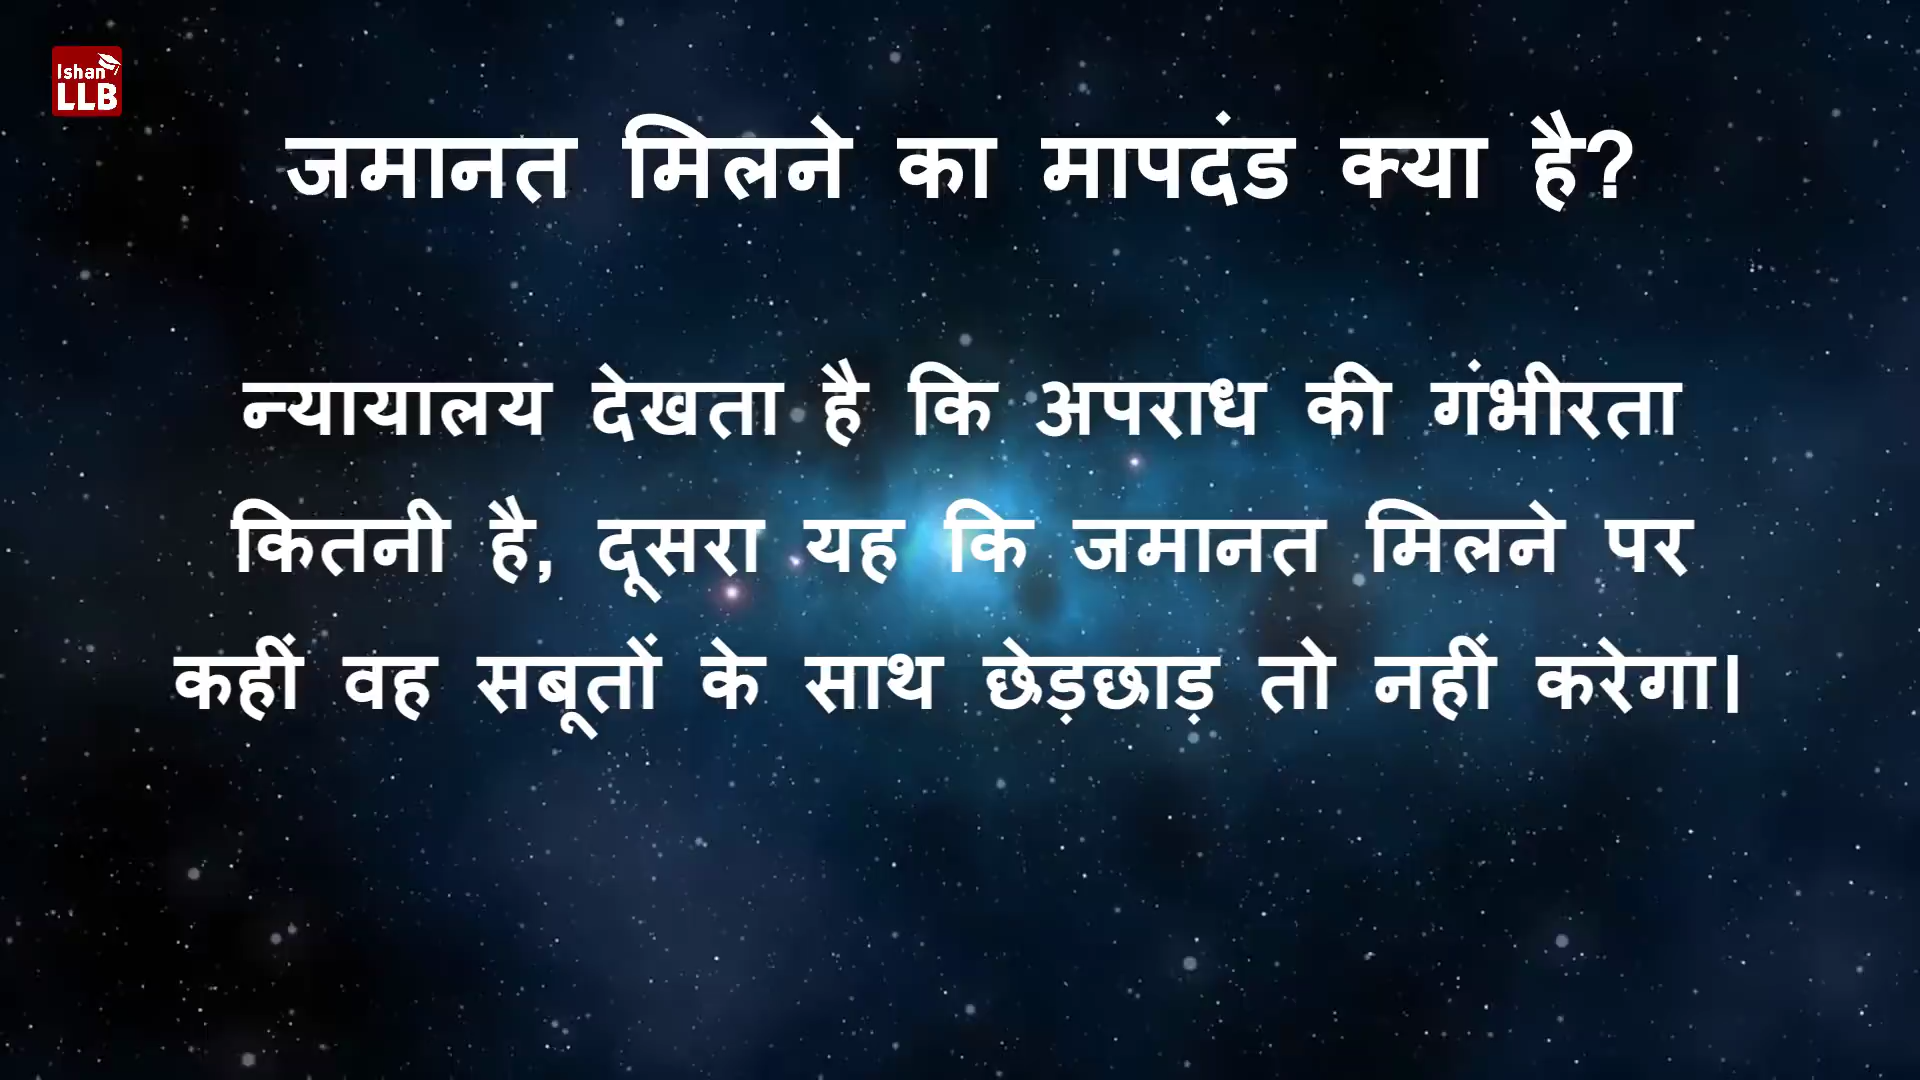 Ishan
LLB
जमानत मिलने का मापदंड क्या है?
न्यायालय देखता है कि अपराध की गंभीरता
कितनी है, दूसरा यह कि जमानत मिलने पर
कहीं वह सबूतों के साथ छेड़छाड़ तो नहीं करेगा।